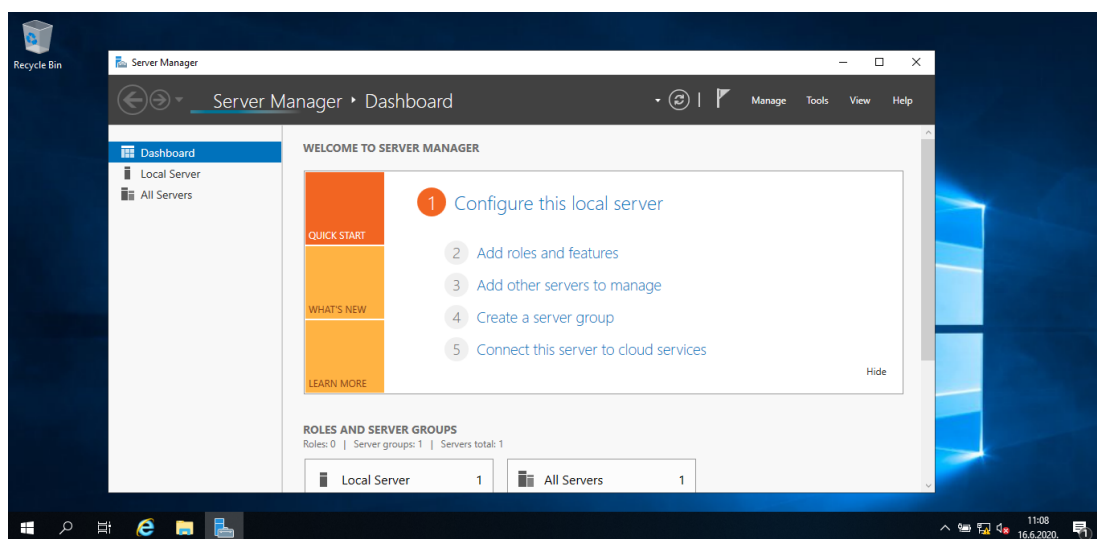 Recycle Bin
Server Manager
Server Manager ‣ Dashboard
Manage Tools View Help
Dashboard
Local Server
All Servers
WELCOME TO SERVER MANAGER
QUICK START
WHAT'S NEW
LEARN MORE
1 Configure this local server
2 Add roles and features
3 Add other servers to manage
4 Create a server group
5 Connect this server to cloud services
Hide
ROLES AND SERVER GROUPS
Roles: 0 | Server groups: 1 | Servers total: 1
Local Server 1
All Servers 1
11:08
16.6.2020.
1